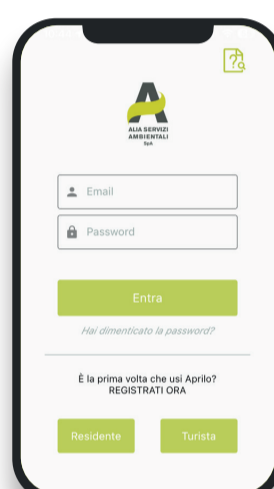 ALIA SERVIZI
AMBIENTALI
SpA
Email
Password
Entra
Hai dimenticato la password?
È la prima volta che usi Aprilo?
REGISTRATI ORA
Residente
Turista